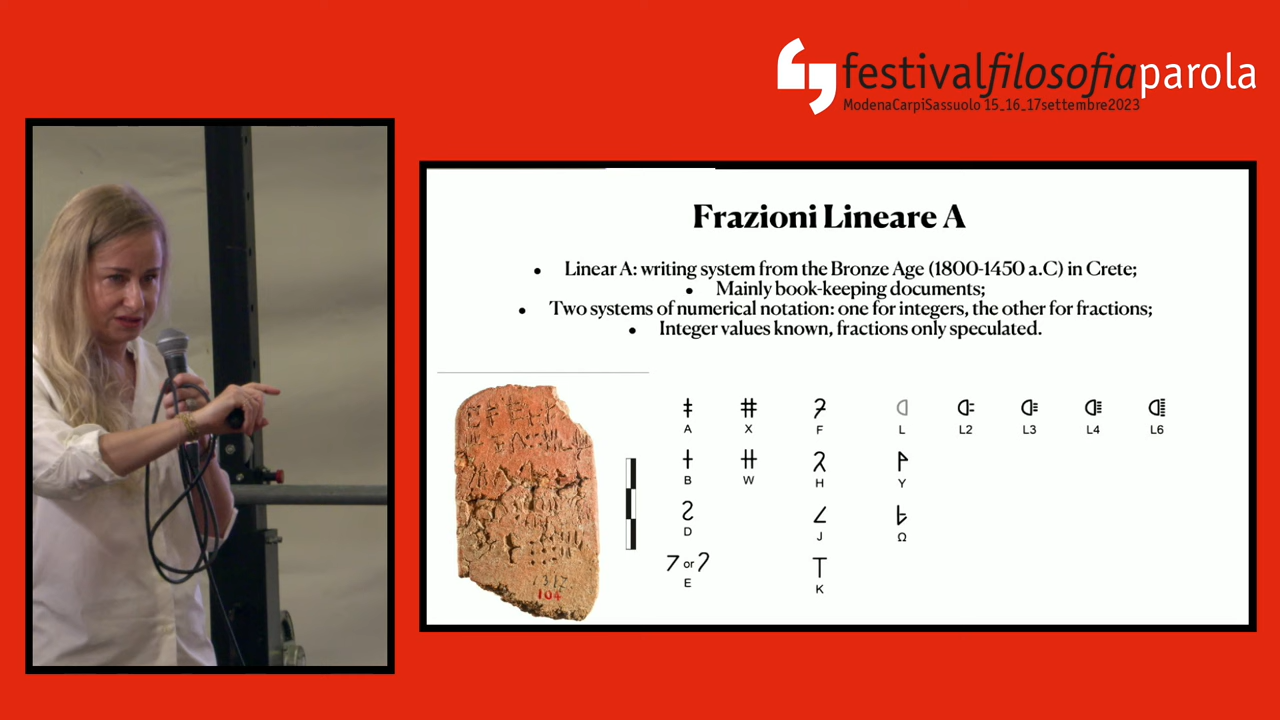 festivalfilosofiaparola
ModenaCarpiSassuolo 15_16_17settembre2023
Frazioni Lineare A
• Linear A: writing system from the Bronze Age (1800-1450 a.C) in Crete;
• Mainly book-keeping documents;
• Two systems of numerical notation: one for integers, the other for fractions;
• Integer values known, fractions only speculated.
A X F L L2 L3 L4 L6
B W H Y
D J Ω
or
E K
1317
104